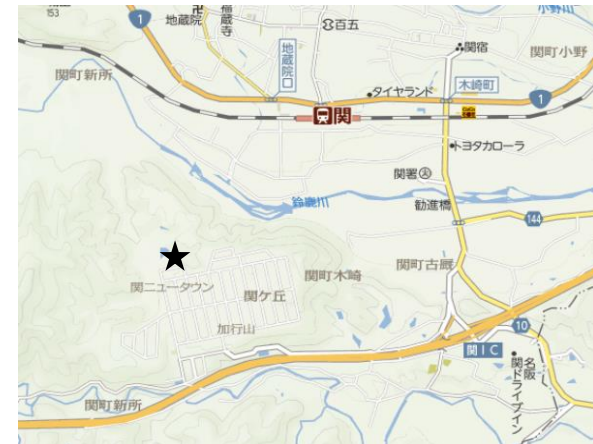 153
1
卍
地蔵院
福蔵寺
百五
小野川
関宿
関町小野
地蔵院口
関町新所
タイヤランド
木崎町
1
関
トヨタカローラ
関署
鈴鹿川
勧進橋
144
関町木崎
関町古厩
関ニュータウン
関ケ丘
加行山
10
関IC
名阪関ドライブイン
関町新所